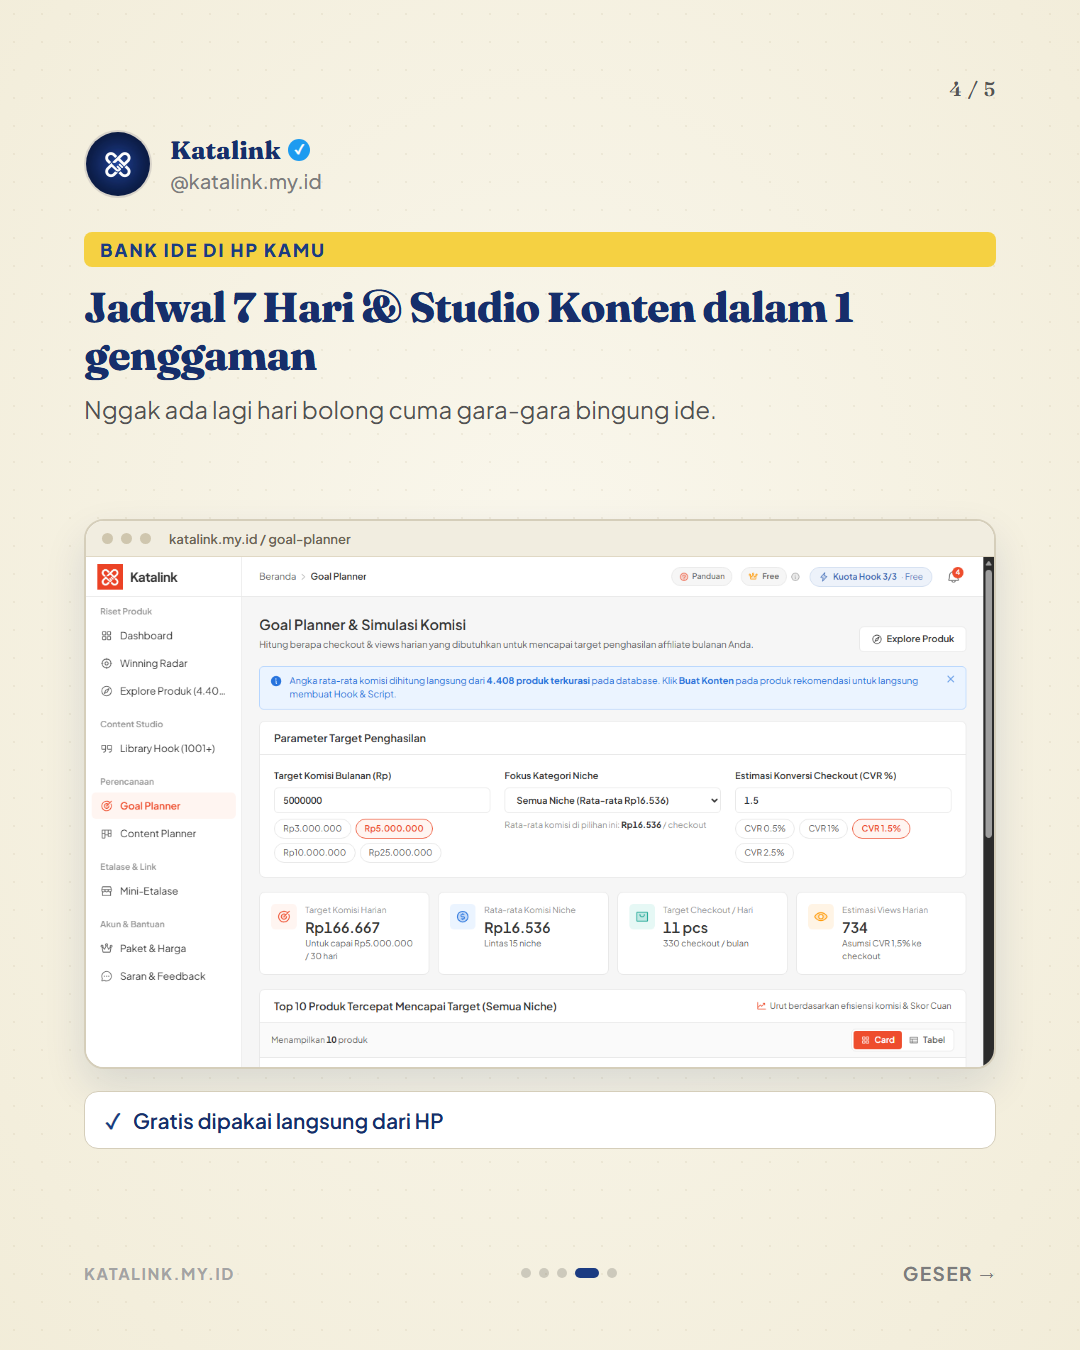 4 / 5
Katalink
@katalink.my.id
BANK IDE DI HP KAMU
Jadwal 7 Hari & Studio Konten dalam 1
genggaman
Nggak ada lagi hari bolong cuma gara-gara bingung ide.
katalink.my.id / goal-planner
Katalink
Beranda > Goal Planner
Panduan
Free
Kuota Hook 3/3 · Free
4
Riset Produk
Dashboard
Winning Radar
Explore Produk (4.40...
Content Studio
Library Hook (1001+)
Perencanaan
Goal Planner
Content Planner
Etalase & Link
Mini-Etalase
Akun & Bantuan
Paket & Harga
Saran & Feedback
Goal Planner & Simulasi Komisi
Hitung berapa checkout & views harian yang dibutuhkan untuk mencapai target penghasilan affiliate bulanan Anda.
Explore Produk
Angka rata-rata komisi dihitung langsung dari 4.408 produk terkurasi pada database. Klik Buat Konten pada produk rekomendasi untuk langsung
membuat Hook & Script.
Parameter Target Penghasilan
Target Komisi Bulanan (Rp)
5000000
Rp3.000.000
Rp5.000.000
Rp10.000.000
Rp25.000.000
Fokus Kategori Niche
Semua Niche (Rata-rata Rp16.536)
Rata-rata komisi di pilihan ini: Rp16.536 / checkout
Estimasi Konversi Checkout (CVR %)
1.5
CVR 0.5%
CVR 1%
CVR 1.5%
CVR 2.5%
Target Komisi Harian
Rp166.667
Untuk capai Rp5.000.000
/ 30 hari
Rata-rata Komisi Niche
Rp16.536
Lintas 15 niche
Target Checkout / Hari
11 pcs
330 checkout / bulan
Estimasi Views Harian
734
Asumsi CVR 1.5% ke
checkout
Top 10 Produk Tercepat Mencapai Target (Semua Niche)
Urut berdasarkan efisiensi komisi & Skor Cuan
Menampilkan 10 produk
Card
Tabel
✓ Gratis dipakai langsung dari HP
KATALINK.MY.ID
GESER →